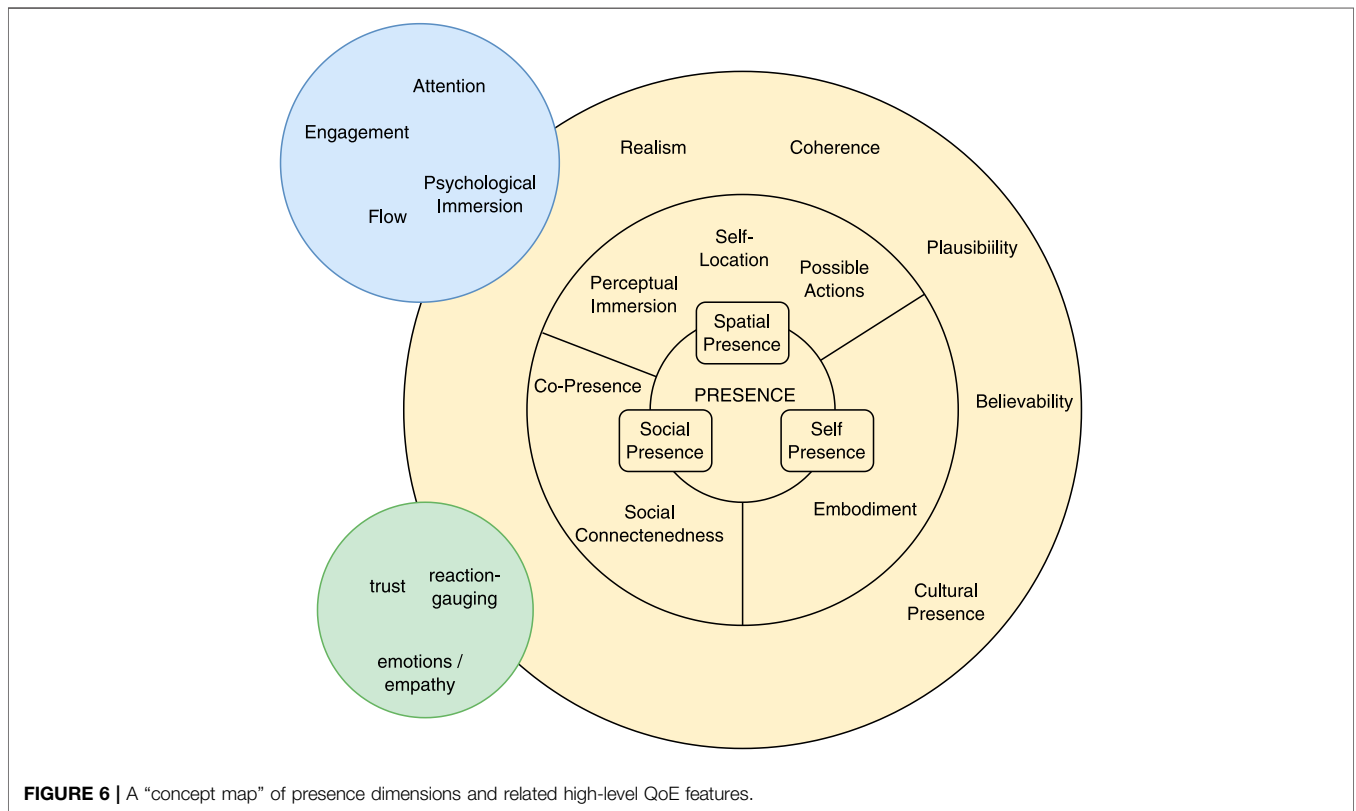 Attention
Engagement
Psychological
Immersion
Flow
Realism
Coherence
Plausibiility
Believability
Cultural
Presence
Self-
Location
Perceptual
Immersion
Possible
Actions
Spatial
Presence
PRESENCE
Co-Presence
Social
Presence
Self
Presence
Social
Connectenedness
Embodiment
trust
reaction-
gauging
emotions /
empathy
FIGURE 6 | A “concept map” of presence dimensions and related high-level QoE features.